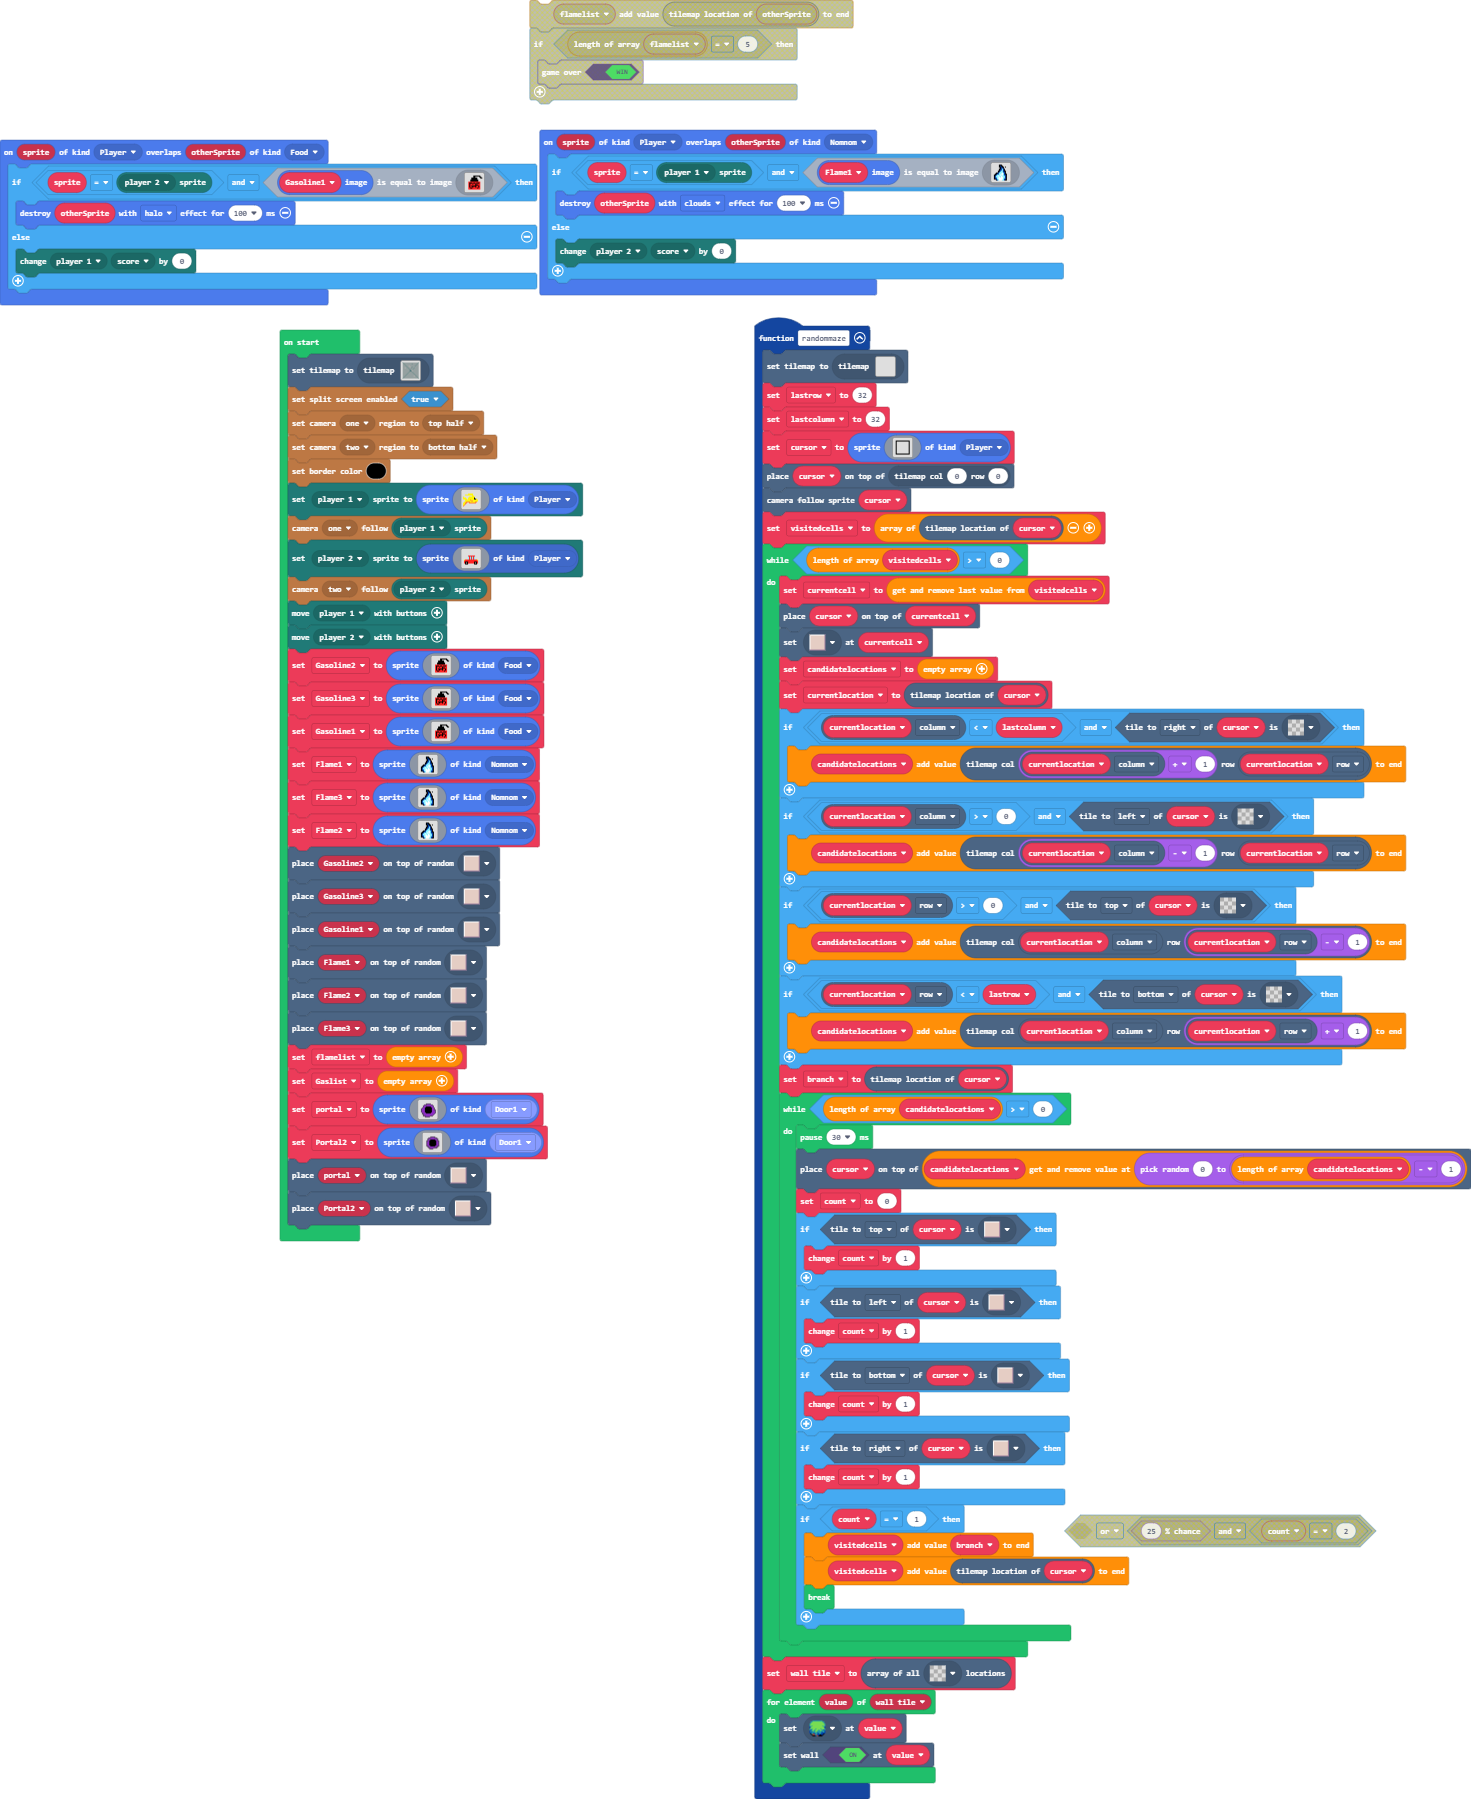 flamelist add value tilemap location of otherSprite to end
if length of array flamelist = 5 then
game over WIN
on sprite of kind Player overlaps otherSprite of kind Food
if sprite = player 2 sprite and Gasoline1 image is equal to image then
destroy otherSprite with halo effect for 100 ms
else
change player 1 score by 0
on sprite of kind Player overlaps otherSprite of kind Nomnom
if sprite = player 1 sprite and Flame1 image is equal to image then
destroy otherSprite with clouds effect for 100 ms
else
change player 2 score by 0
on start
set tilemap to tilemap
set split screen enabled true
set camera one region to top half
set camera two region to bottom half
set border color
set player 1 sprite to sprite of kind Player
camera one follow player 1 sprite
set player 2 sprite to sprite of kind Player
camera two follow player 2 sprite
move player 1 with buttons
move player 2 with buttons
set Gasoline2 to sprite of kind Food
set Gasoline3 to sprite of kind Food
set Gasoline1 to sprite of kind Food
set Flame1 to sprite of kind Nomnom
set Flame3 to sprite of kind Nomnom
set Flame2 to sprite of kind Nomnom
place Gasoline2 on top of random
place Gasoline3 on top of random
place Gasoline1 on top of random
place Flame1 on top of random
place Flame2 on top of random
place Flame3 on top of random
set flamelist to empty array
set Gaslist to empty array
set portal to sprite of kind Door1
set Portal2 to sprite of kind Door1
place portal on top of random
place Portal2 on top of random
function randommaze
set tilemap to tilemap
set lastrow to 32
set lastcolumn to 32
set cursor to sprite of kind Player
place cursor on top of tilemap col 0 row 0
camera follow sprite cursor
set visitedcells to array of tilemap location of cursor
while length of array visitedcells > 0
do
set currentcell to get and remove last value from visitedcells
place cursor on top of currentcell
set at currentcell
set candidatelocations to empty array
set currentlocation to tilemap location of cursor
if currentlocation column < lastcolumn and tile to right of cursor is then
candidatelocations add value tilemap col currentlocation column + 1 row currentlocation row to end
if currentlocation column > 0 and tile to left of cursor is then
candidatelocations add value tilemap col currentlocation column - 1 row currentlocation row to end
if currentlocation row > 0 and tile to top of cursor is then
candidatelocations add value tilemap col currentlocation column row currentlocation row - 1 to end
if currentlocation row < lastrow and tile to bottom of cursor is then
candidatelocations add value tilemap col currentlocation column row currentlocation row + 1 to end
set branch to tilemap location of cursor
while length of array candidatelocations > 0
do
pause 30 ms
place cursor on top of candidatelocations get and remove value at pick random 0 to length of array candidatelocations - 1
set count to 0
if tile to top of cursor is then
change count by 1
if tile to left of cursor is then
change count by 1
if tile to bottom of cursor is then
change count by 1
if tile to right of cursor is then
change count by 1
if count = 1 then
or 25 % chance and count = 2
visitedcells add value branch to end
visitedcells add value tilemap location of cursor to end
break
set wall tile to array of all locations
for element value of wall tile
do
set at value
set wall ON at value